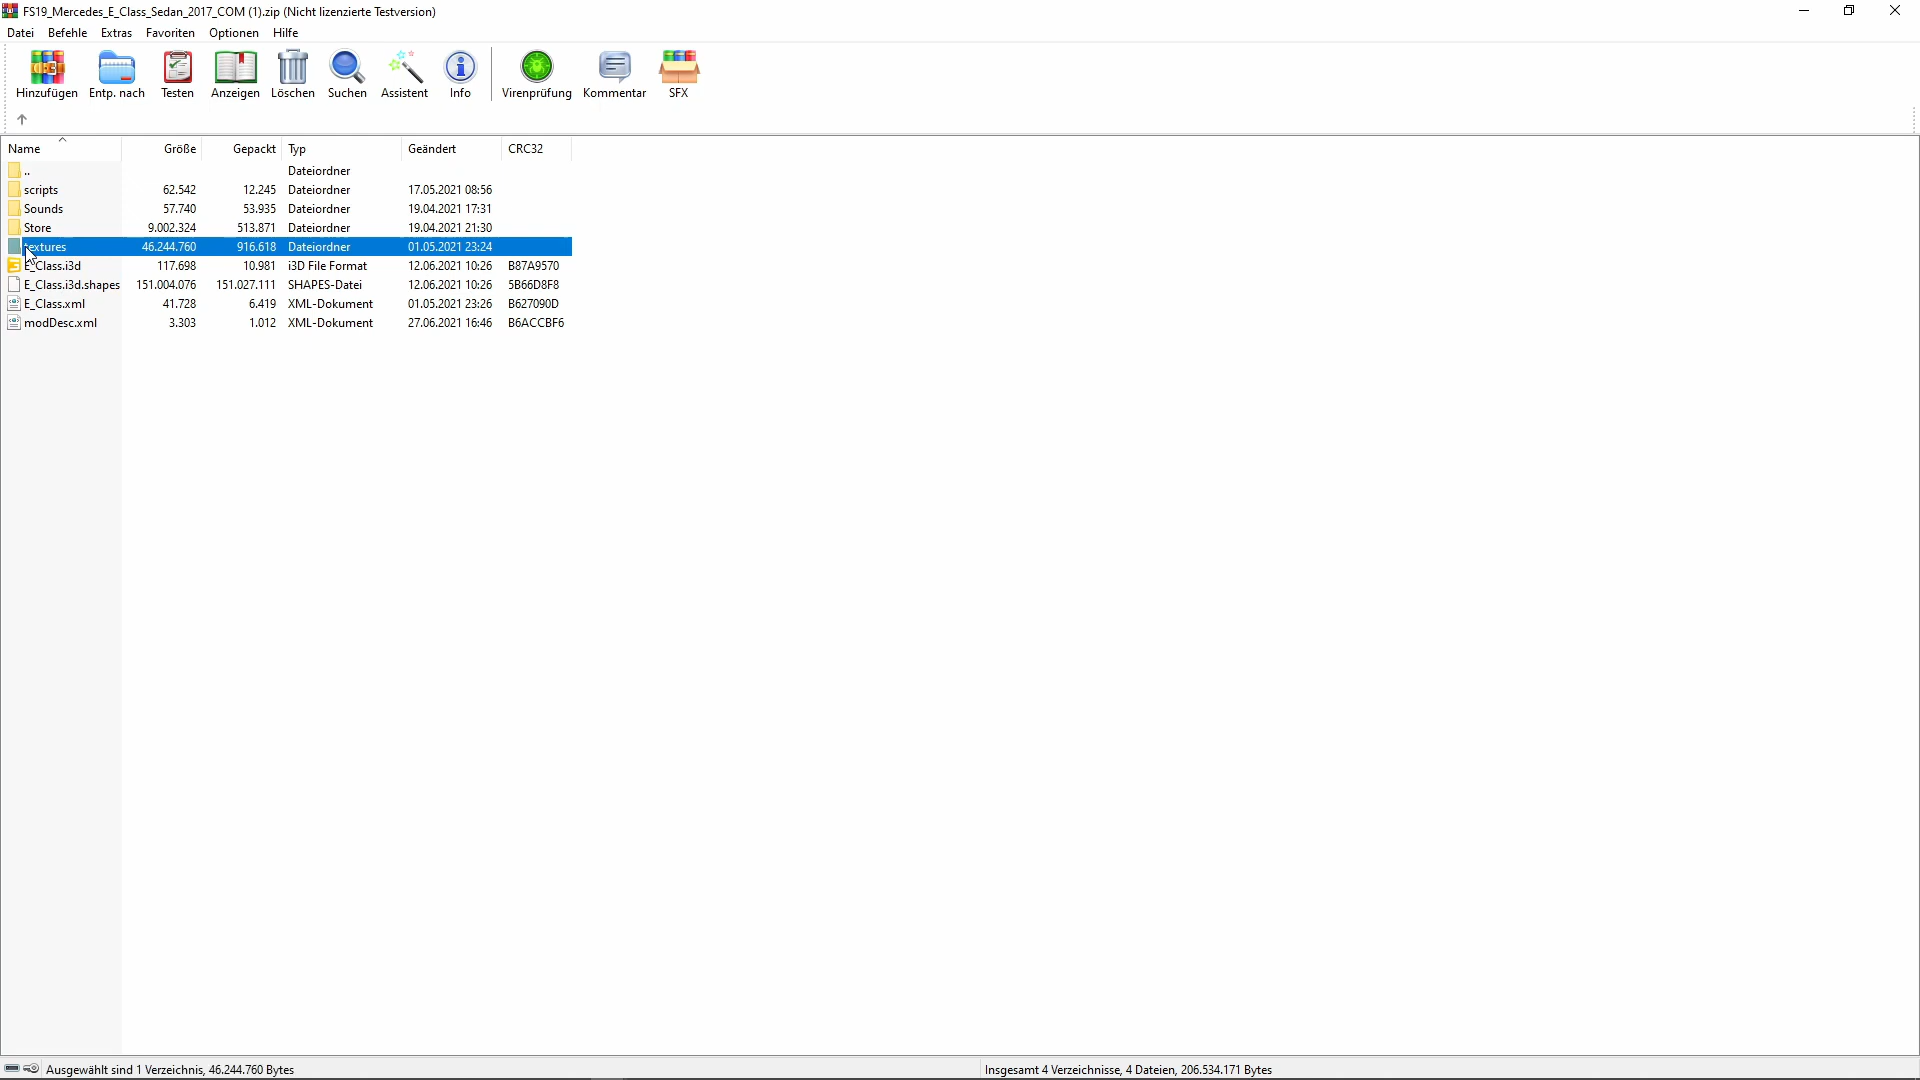 FS19_Mercedes_E_Class_Sedan_2017_COM (1).zip (Nicht lizenzierte Testversion)
Datei Befehle Extras Favoriten Optionen Hilfe
Hinzufügen Entp. nach Testen Anzeigen Löschen Suchen Assistent Info Virenprüfung Kommentar SFX
Name Größe Gepackt Typ Geändert CRC32
.. Dateiordner
scripts 62.542 12.245 Dateiordner 17.05.2021 08:56
Sounds 57.740 53.935 Dateiordner 19.04.2021 17:31
Store 9.002.324 513.871 Dateiordner 19.04.2021 21:30
textures 46.244.760 916.618 Dateiordner 01.05.2021 23:24
E_Class.i3d 117.698 10.981 i3D File Format 12.06.2021 10:26 B87A9570
E_Class.i3d.shapes 151.004.076 151.027.111 SHAPES-Datei 12.06.2021 10:26 5B66D8F8
E_Class.xml 41.728 6.419 XML-Dokument 01.05.2021 23:26 B627090D
modDesc.xml 3.303 1.012 XML-Dokument 27.06.2021 16:46 B6ACCBF6
Ausgewählt sind 1 Verzeichnis, 46.244.760 Bytes Insgesamt 4 Verzeichnisse, 4 Dateien, 206.534.171 Bytes